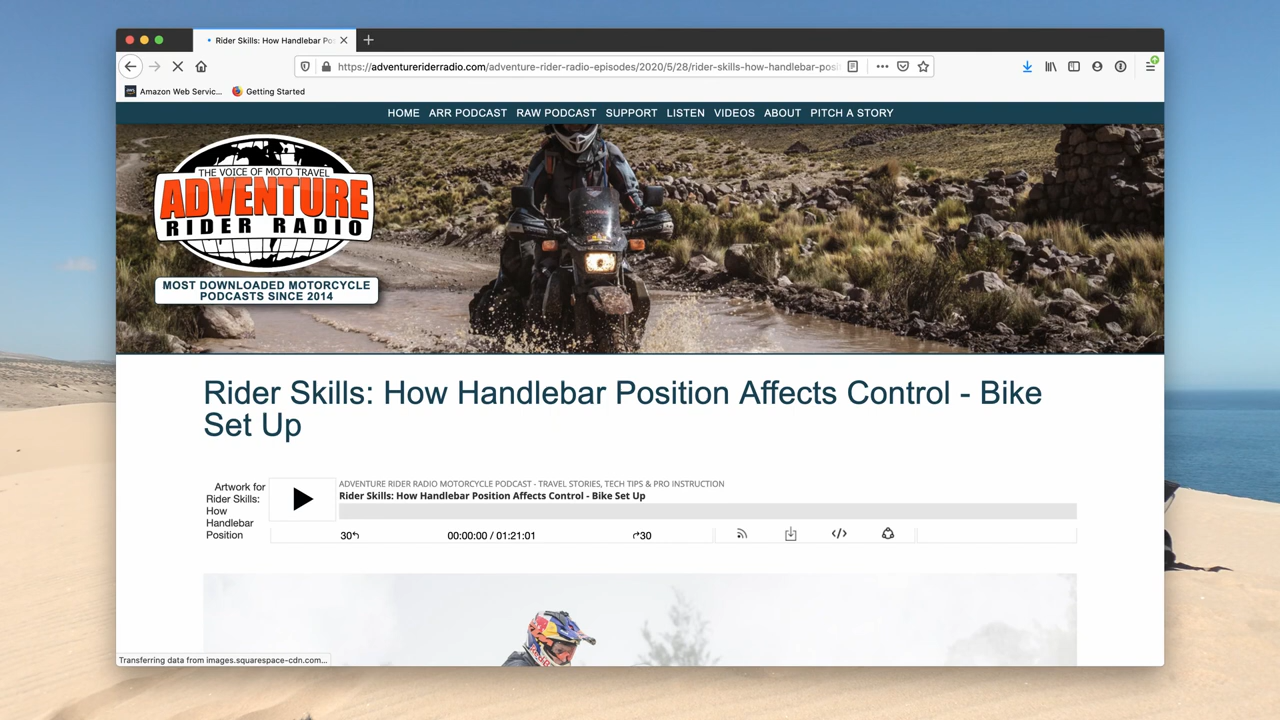 Rider Skills: How Handlebar Po
https://adventureriderradio.com/adventure-rider-radio-episodes/2020/5/28/rider-skills-how-handlebar-posi
Amazon Web Servic... Getting Started
HOME ARR PODCAST RAW PODCAST SUPPORT LISTEN VIDEOS ABOUT PITCH A STORY
THE VOICE OF MOTO TRAVEL
ADVENTURE
RIDER RADIO
MOST DOWNLOADED MOTORCYCLE
PODCASTS SINCE 2014
Rider Skills: How Handlebar Position Affects Control - Bike
Set Up
Artwork for
Rider Skills:
How
Handlebar
Position
ADVENTURE RIDER RADIO MOTORCYCLE PODCAST - TRAVEL STORIES, TECH TIPS & PRO INSTRUCTION
Rider Skills: How Handlebar Position Affects Control - Bike Set Up
30 00:00:00 / 01:21:01 30
Transferring data from images.squarespace-cdn.com...